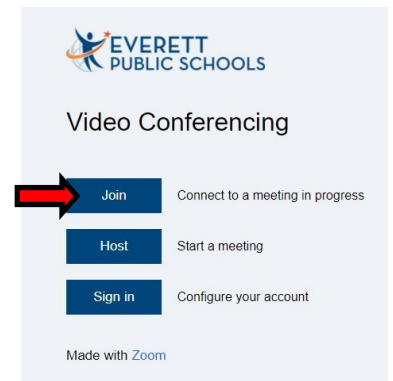 EVERETT
PUBLIC SCHOOLS
Video Conferencing
Join Connect to a meeting in progress
Host Start a meeting
Sign in Configure your account
Made with Zoom